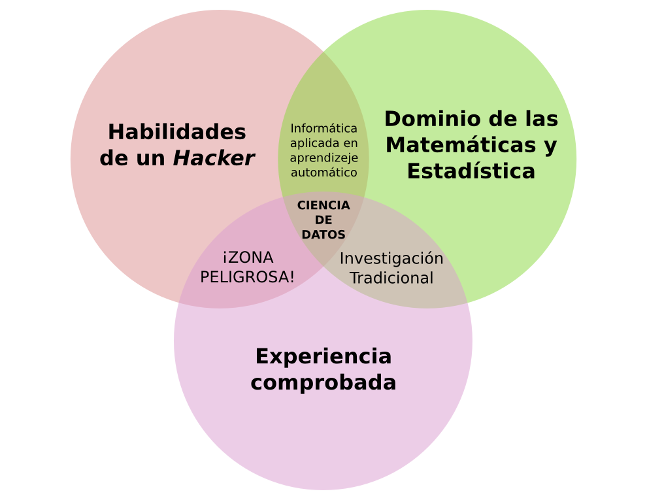 Habilidades
de un Hacker
Dominio de las
Matemáticas y
Estadística
Informática
aplicada en
aprendizeje
automático
CIENCIA
DE
DATOS
¡ZONA
PELIGROSA!
Investigación
Tradicional
Experiencia
comprobada